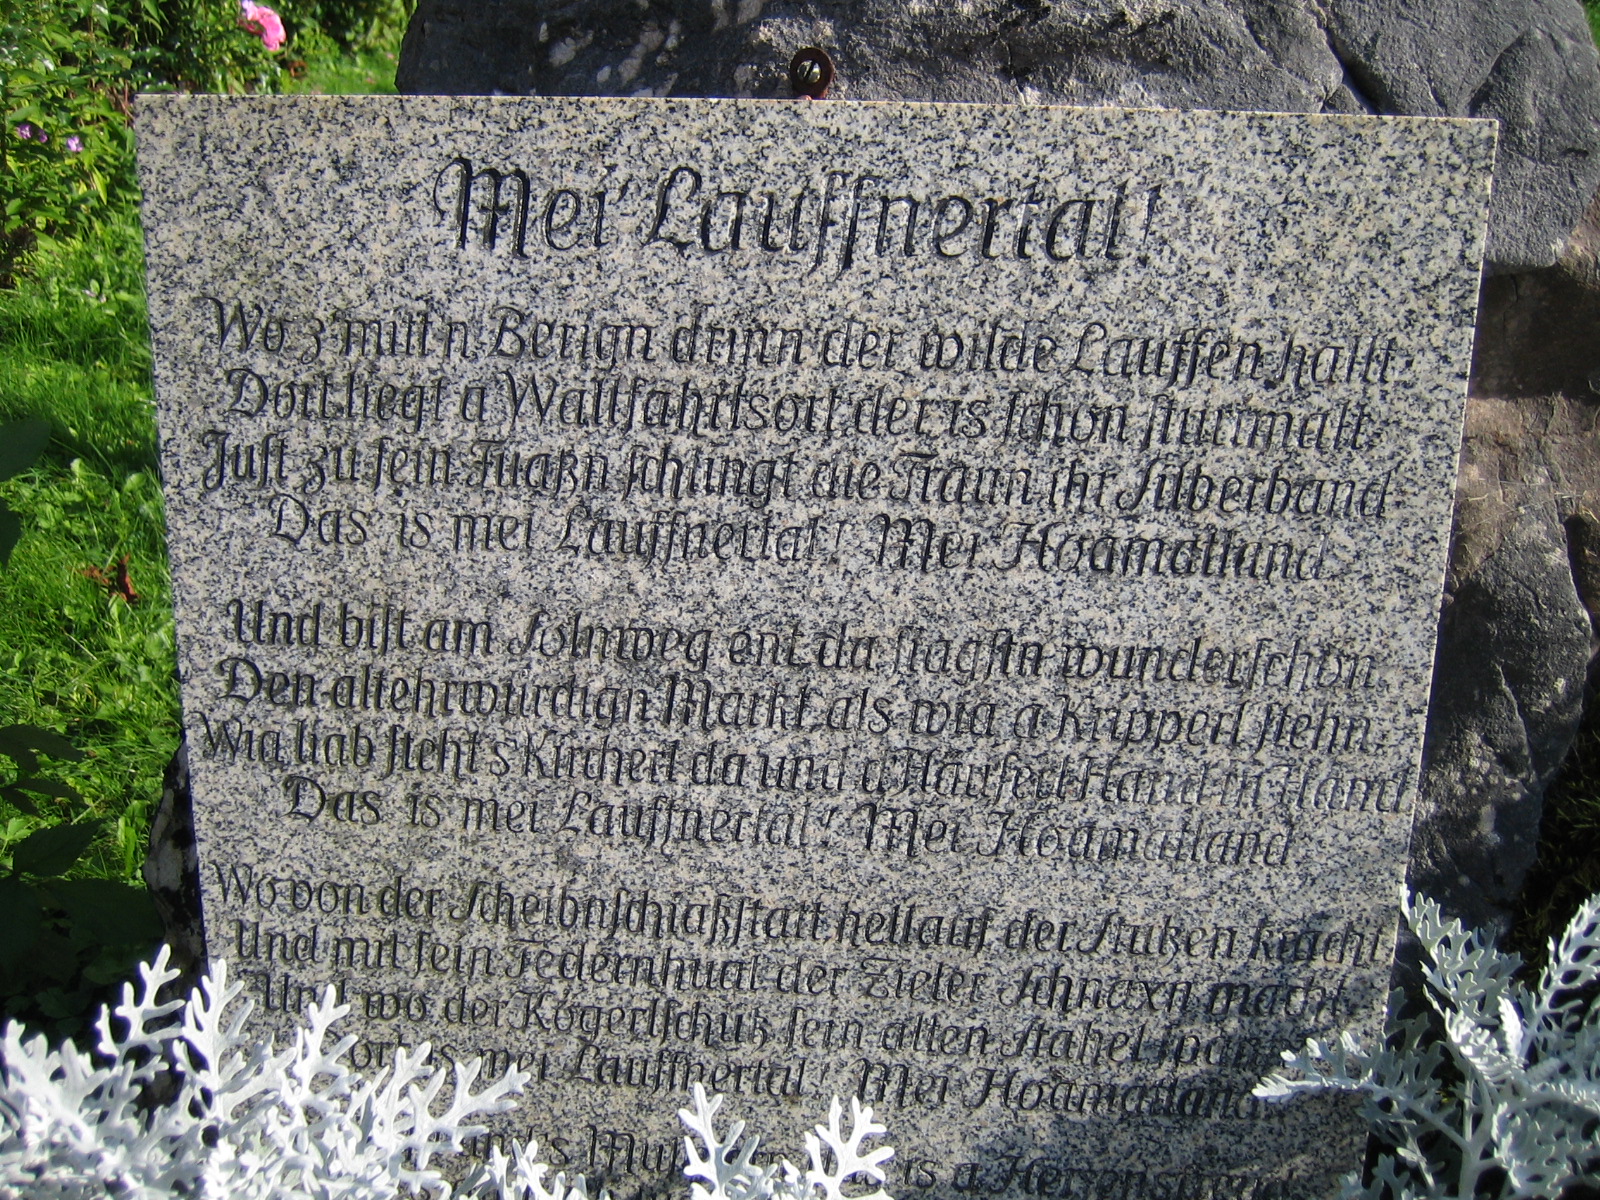 Mei Lauffnertal!
Wo z'mitt'n Berign drinn der wilde Lauffen hallt.
Dort liegt a Wallfahrtsort der is schon sturmalt.
Just zu sein Fuaßn schlingt die Traun ihr Silberband
Das is mei Lauffnertal! Mei Hoamatland
Und bist am Solnweg ent da siagst'n wunderschön.
Den altehrwürdign Markt als wia a Kripperl stehn.
Wia liab steht s'Kircherl da und d'Häuserl Hand in Hand
Das is mei Lauffnertal! Mei Hoamatland
Wo von der Scheibnschiaßstatt hellauf der Stutzen kracht
Und mit sein Federnhuat der Zieler Schnaxn macht
Und wo der Kögerlschütz sein alten Stahel
mei Lauffnertal! Mei Hoamatland
is a